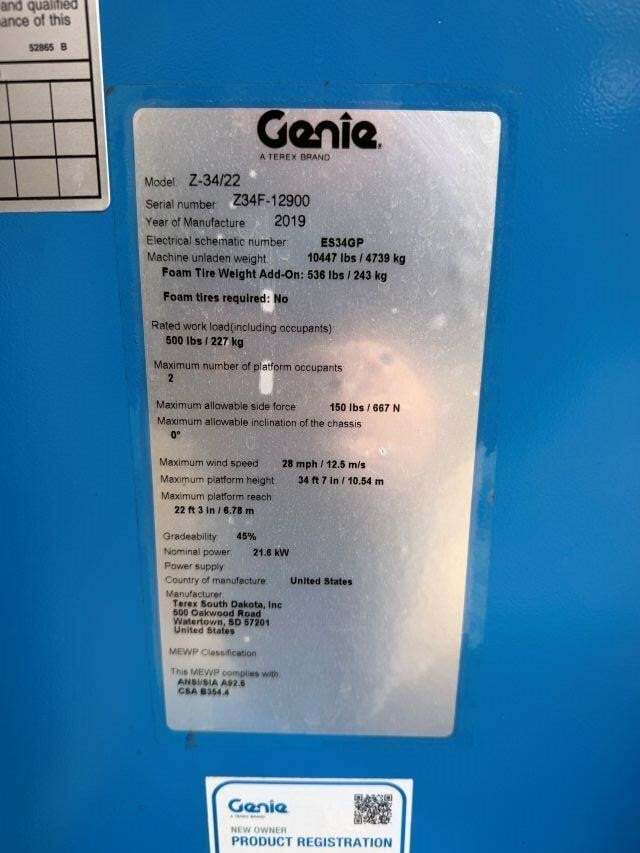 and qualified
ance of this
52865 B
Genie
A TEREX BRAND
Model Z-34/22
Serial number Z34F-12900
Year of Manufacture 2019
Electrical schematic number ES34GP
Machine unladen weight 10447 lbs / 4739 kg
Foam Tire Weight Add-On: 536 lbs / 243 kg
Foam tires required: No
Rated work load(including occupants)
500 lbs / 227 kg
Maximum number of platform occupants
2
Maximum allowable side force 150 lbs / 667 N
Maximum allowable inclination of the chassis
0°
Maximum wind speed 28 mph / 12.5 m/s
Maximum platform height 34 ft 7 in / 10.54 m
Maximum platform reach
22 ft 3 in / 6.78 m
Gradeability 45%
Nominal power 21.6 kW
Power supply
Country of manufacture United States
Manufacturer
Terex South Dakota, Inc
500 Oakwood Road
Watertown, SD 57201
United States
MEWP Classification
This MEWP complies with
ANSI/SIA A92.5
CSA B354.4
Genie
A TEREX BRAND
NEW OWNER
PRODUCT REGISTRATION